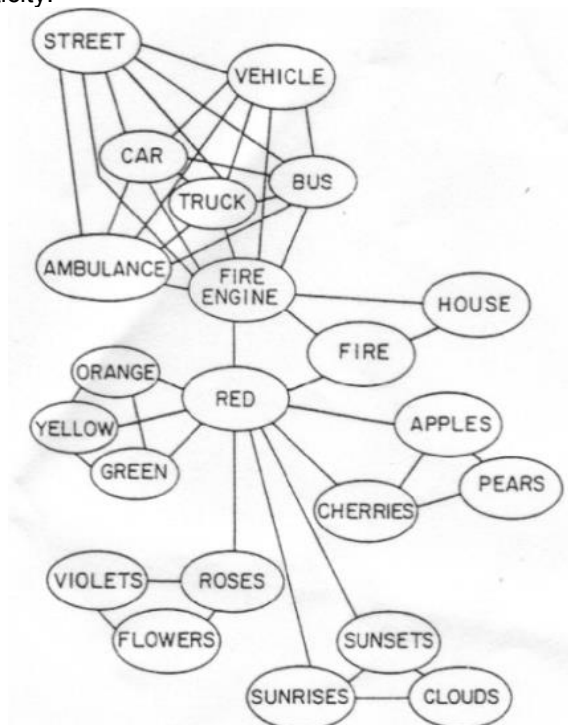 STREET
VEHICLE
CAR
BUS
TRUCK
AMBULANCE
FIRE
ENGINE
HOUSE
FIRE
ORANGE
RED
YELLOW
APPLES
GREEN
PEARS
CHERRIES
VIOLETS
ROSES
FLOWERS
SUNSETS
SUNRISES
CLOUDS